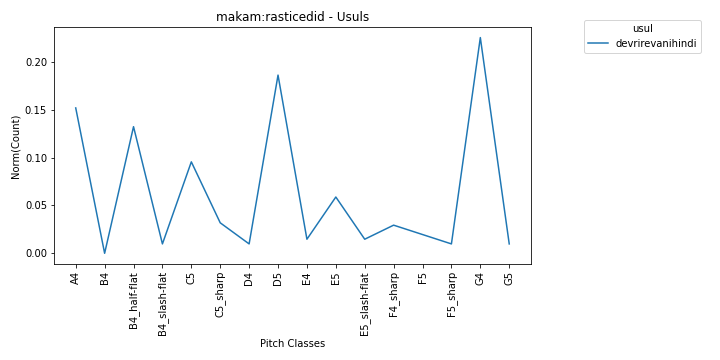 makam:rasticedid - Usuls
usul
devrirevanihindi
Norm(Count)
0.20
0.15
0.10
0.05
0.00
A4
B4
B4_half-flat
B4_slash-flat
C5
C5_sharp
D4
D5
E4
E5
E5_slash-flat
F4_sharp
F5
F5_sharp
G4
G5
Pitch Classes